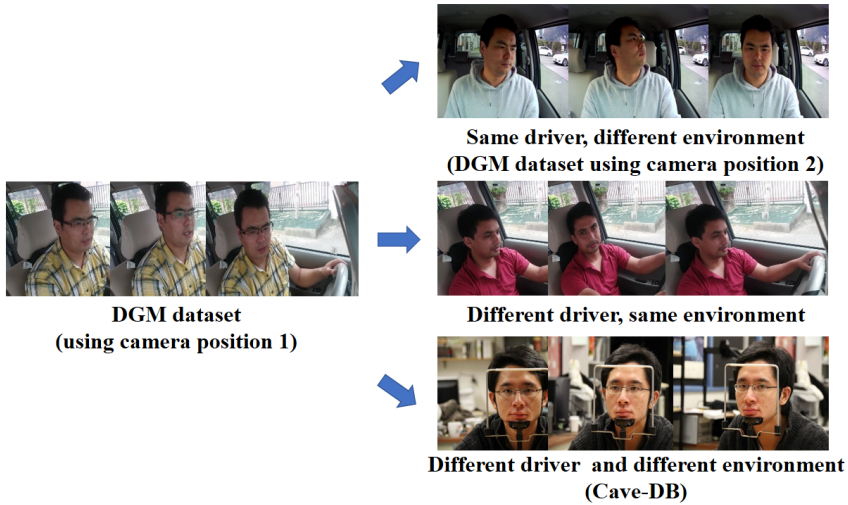 Same driver, different environment
(DGM dataset using camera position 2)
DGM dataset
(using camera position 1)
Different driver, same environment
Different driver and different environment
(Cave-DB)